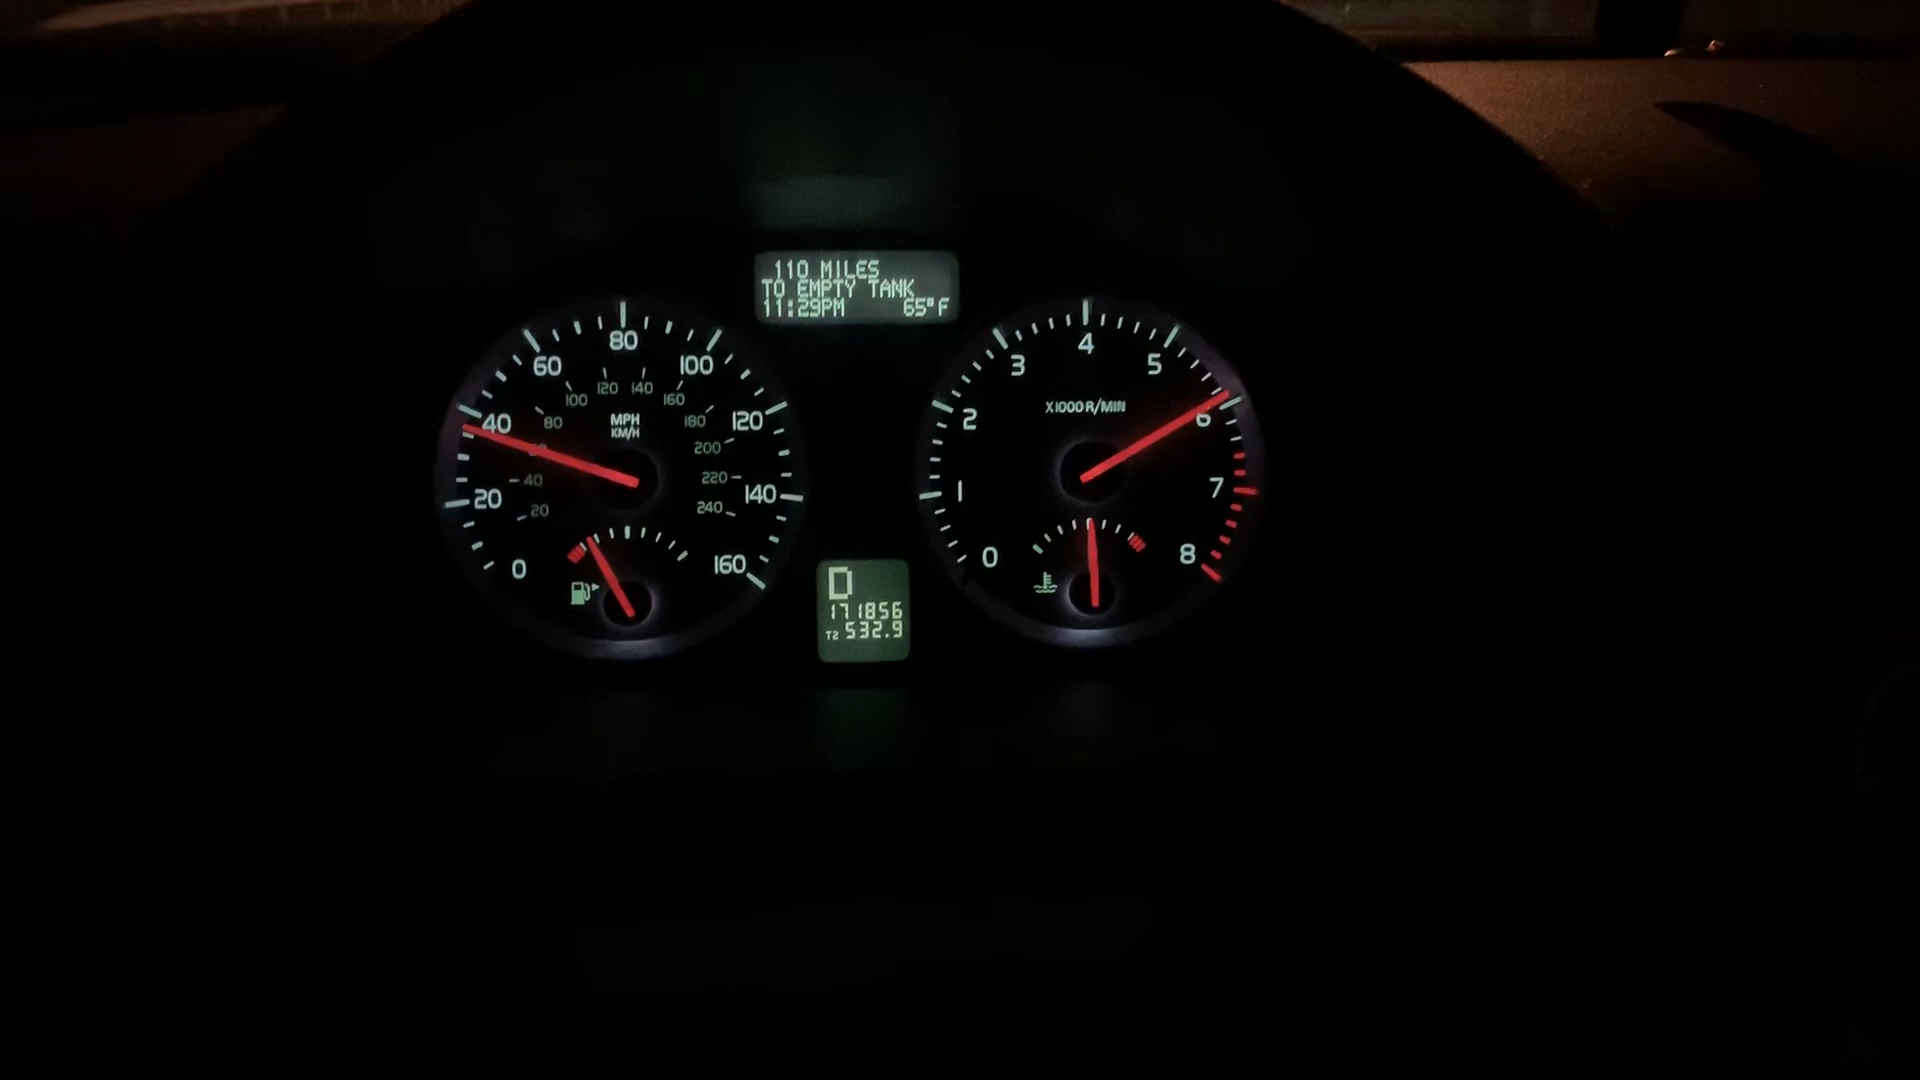 110 MILES
TO EMPTY TANK
11:29PM 65°F
0 20 40 60 80 100 120 140 160
20 40 80 100 120 140 160 180 200 220 240
MPH
KM/H
0 1 2 3 4 5 6 7 8
X1000 R/MIN
D
171856
T2 532.9